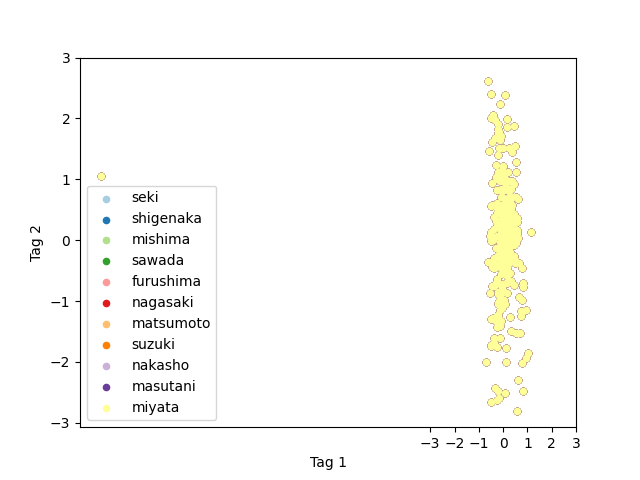 3
2
1
0
−1
−2
−3
Tag 2
seki
shigenaka
mishima
sawada
furushima
nagasaki
matsumoto
suzuki
nakasho
masutani
miyata
−3 −2 −1 0 1 2 3
Tag 1